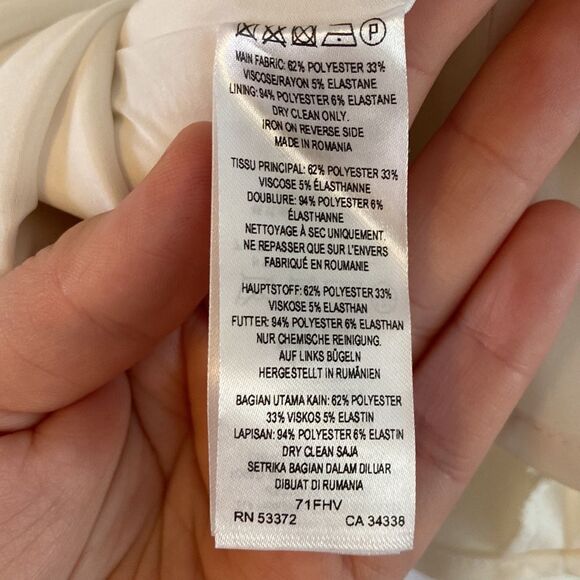 P
MAIN FABRIC: 62% POLYESTER 33%
VISCOSE/RAYON 5% ELASTANE
LINING: 94% POLYESTER 6% ELASTANE
DRY CLEAN ONLY.
IRON ON REVERSE SIDE
MADE IN ROMANIA
TISSU PRINCIPAL: 62% POLYESTER 33%
VISCOSE 5% ÉLASTHANNE
DOUBLURE: 94% POLYESTER 6%
ÉLASTHANNE
NETTOYAGE À SEC UNIQUEMENT
NE REPASSER QUE SUR L'ENVERS
FABRIQUÉ EN ROUMANIE
HAUPTSTOFF: 62% POLYESTER 33%
VISKOSE 5% ELASTHAN
FUTTER: 94% POLYESTER 6% ELASTHAN
NUR CHEMISCHE REINIGUNG.
AUF LINKS BÜGELN
HERGESTELLT IN RUMÄNIEN
BAGIAN UTAMA KAIN: 62% POLYESTER
33% VISKOS 5% ELASTIN
LAPISAN: 94% POLYESTER 6% ELASTIN
DRY CLEAN SAJA
SETRIKA BAGIAN DALAM DILUAR
DIBUAT DI RUMANIA
71FHV
RN 53372 CA 34338